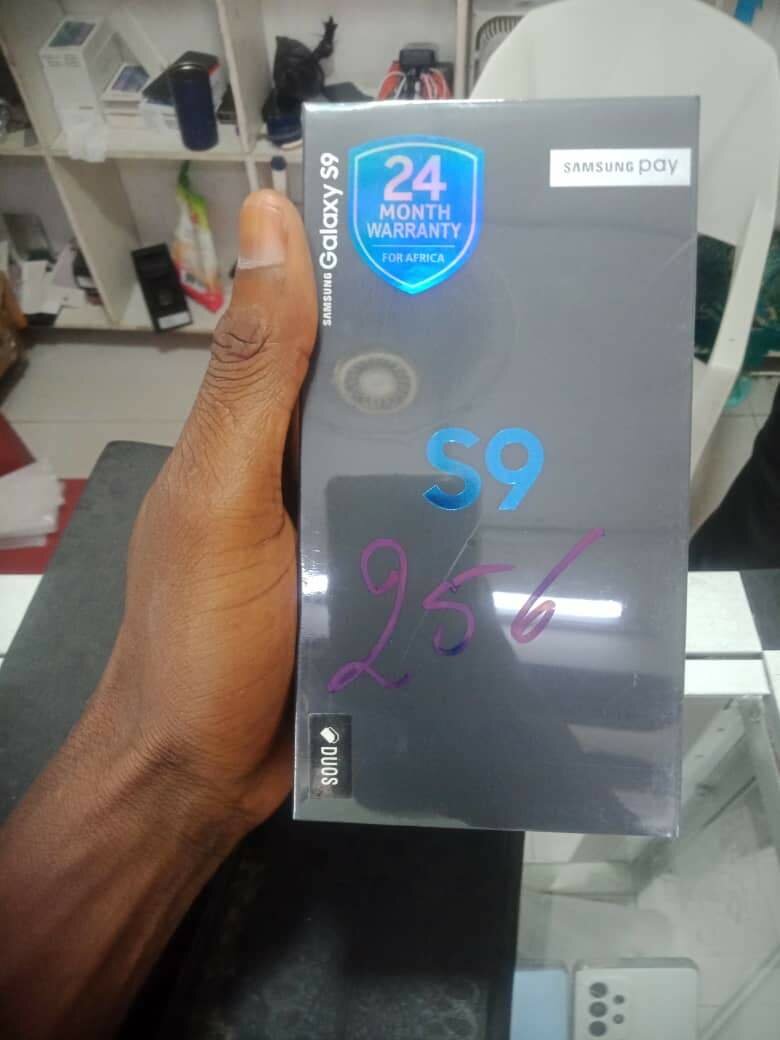 SAMSUNG Galaxy S9
24
MONTH
WARRANTY
FOR AFRICA
SAMSUNG pay
S9
256
DUOS